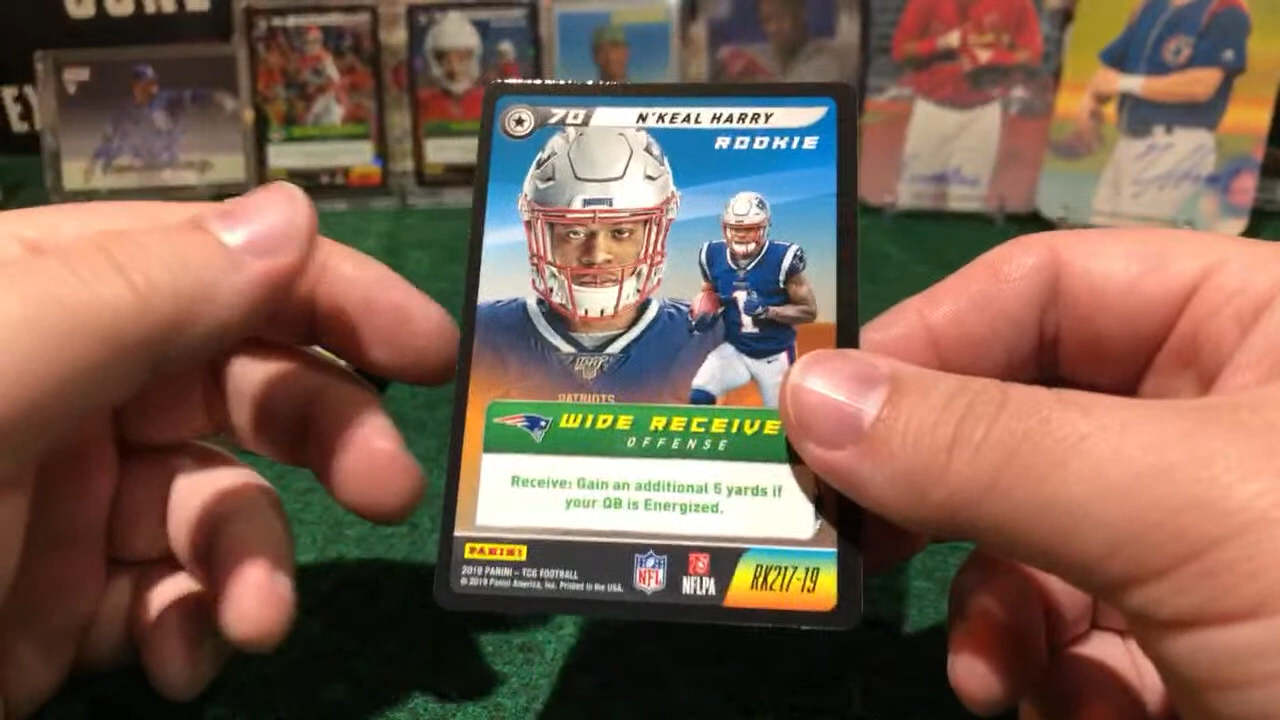 70 N'KEAL HARRY
ROOKIE
PATRIOTS
PATRIOTS
WIDE RECEIVE
OFFENSE
Receive: Gain an additional 5 yards if
your QB is Energized.
PANINI
2019 PANINI – TCG FOOTBALL
© 2019 Panini America, Inc. Printed in the USA.
NFL
NFLPA
RK217-19